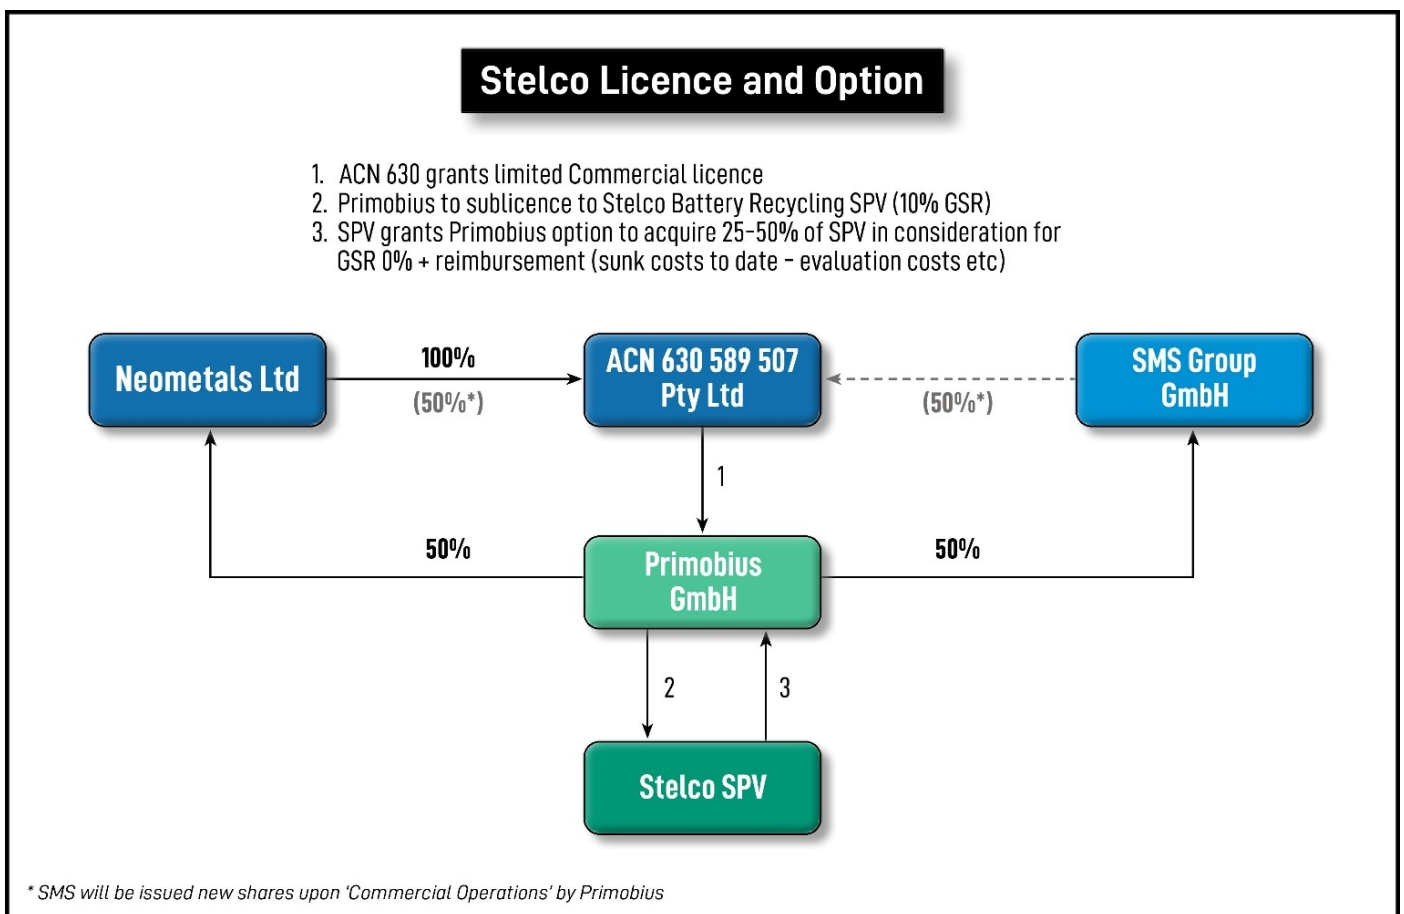 Stelco Licence and Option
1. ACN 630 grants limited Commercial licence
2. Primobius to sublicence to Stelco Battery Recycling SPV (10% GSR)
3. SPV grants Primobius option to acquire 25-50% of SPV in consideration for
GSR 0% + reimbursement (sunk costs to date - evaluation costs etc)
Neometals Ltd
100%
(50%*)
ACN 630 589 507
Pty Ltd
(50%*)
SMS Group
GmbH
1
50%
Primobius
GmbH
50%
2
3
Stelco SPV
* SMS will be issued new shares upon 'Commercial Operations' by Primobius